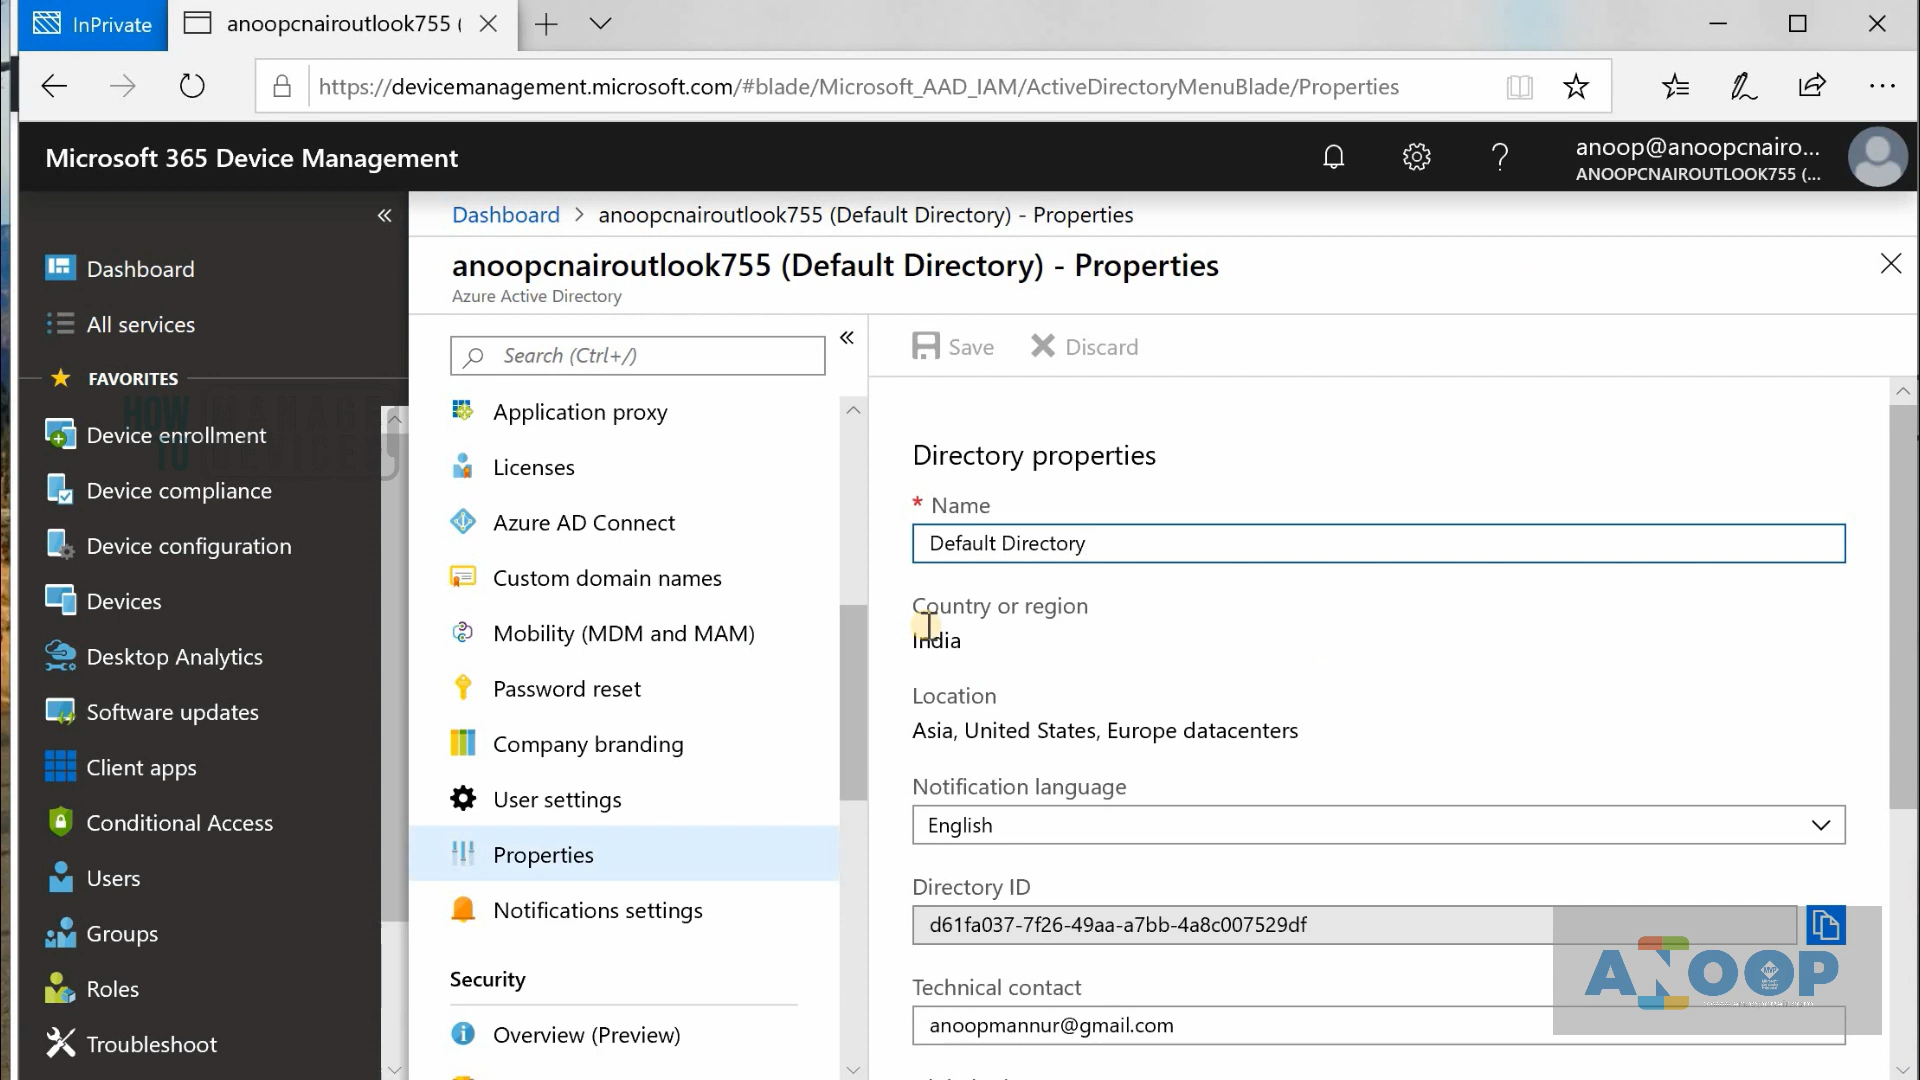 InPrivate
anoopcnairoutlook755 (
https://devicemanagement.microsoft.com/#blade/Microsoft_AAD_IAM/ActiveDirectoryMenuBlade/Properties
Microsoft 365 Device Management
anoop@anoopcnairo...
ANOOPCNAIROUTLOOK755 (...
Dashboard
All services
FAVORITES
HOW TO MANAGE DEVICES
Device enrollment
Device compliance
Device configuration
Devices
Desktop Analytics
Software updates
Client apps
Conditional Access
Users
Groups
Roles
Troubleshoot
Dashboard > anoopcnairoutlook755 (Default Directory) - Properties
anoopcnairoutlook755 (Default Directory) - Properties
Azure Active Directory
Search (Ctrl+/)
Application proxy
Licenses
Azure AD Connect
Custom domain names
Mobility (MDM and MAM)
Password reset
Company branding
User settings
Properties
Notifications settings
Security
Overview (Preview)
Save
Discard
Directory properties
* Name
Default Directory
Country or region
India
Location
Asia, United States, Europe datacenters
Notification language
English
Directory ID
d61fa037-7f26-49aa-a7bb-4a8c007529df
Technical contact
anoopmannur@gmail.com
ANOOP